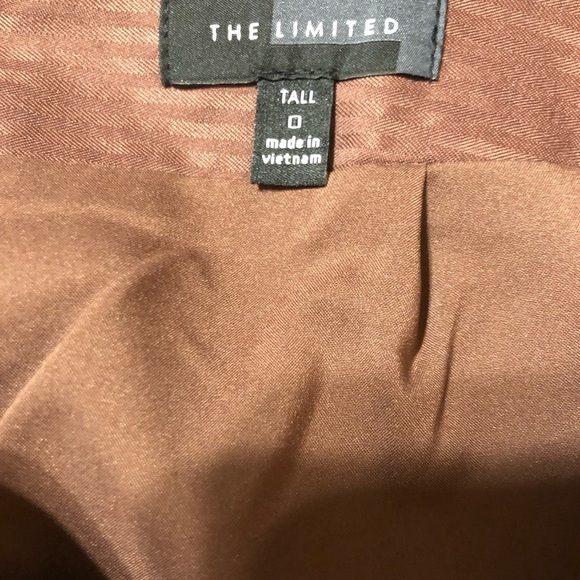 THE LIMITED
TALL
0
made in
vietnam